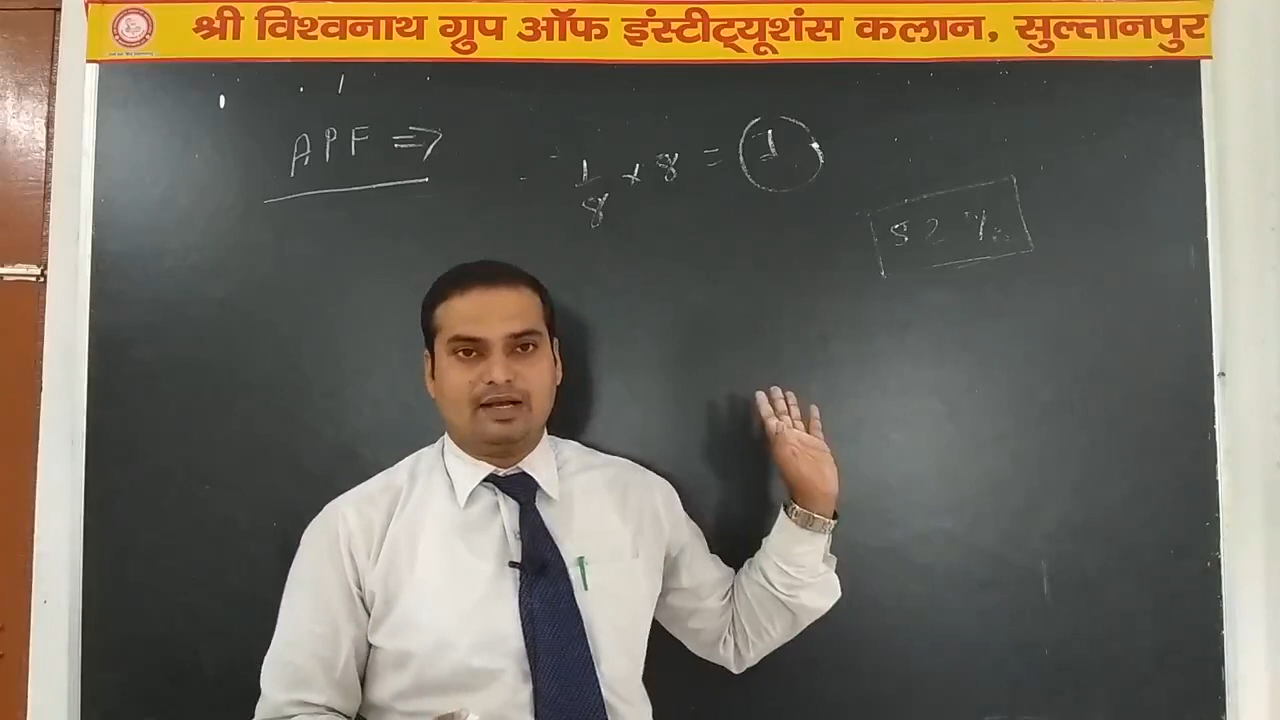 श्री विश्वनाथ ग्रुप ऑफ इंस्टीट्यूशंस कलान, सुल्तानपुर
APF ⇒
1/8 × 8 = 1
52 %